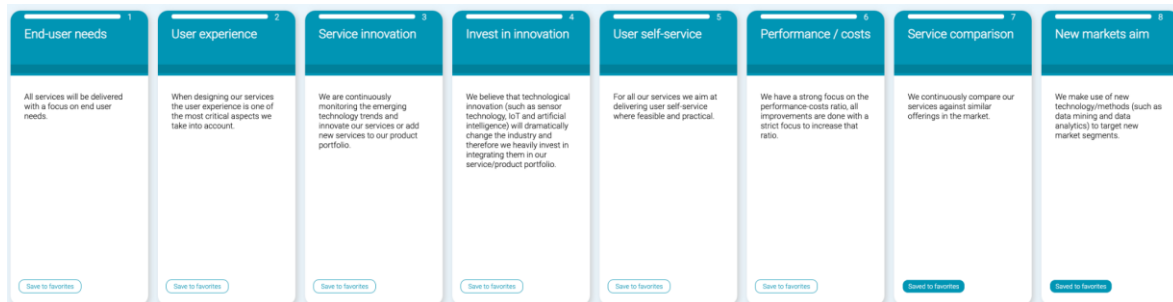 1
End-user needs
All services will be delivered
with a focus on end user
needs.
Save to favorites
2
User experience
When designing our services
the user experience is one of
the most critical aspects we
take into account.
Save to favorites
3
Service innovation
We are continuously
monitoring the emerging
technology trends and
innovate our services or add
new services to our product
portfolio.
Save to favorites
4
Invest in innovation
We believe that technological
innovation (such as sensor
technology, IoT and artificial
intelligence) will dramatically
change the industry and
therefore we heavily invest in
integrating them in our
service/product portfolio.
Save to favorites
5
User self-service
For all our services we aim at
delivering user self-service
where feasible and practical.
Save to favorites
6
Performance / costs
We have a strong focus on the
performance-costs ratio, all
improvements are done with a
strict focus to increase that
ratio.
Save to favorites
7
Service comparison
We continuously compare our
services against similar
offerings in the market.
Saved to favorites
8
New markets aim
We make use of new
technology/methods (such as
data mining and data
analytics) to target new
market segments.
Saved to favorites